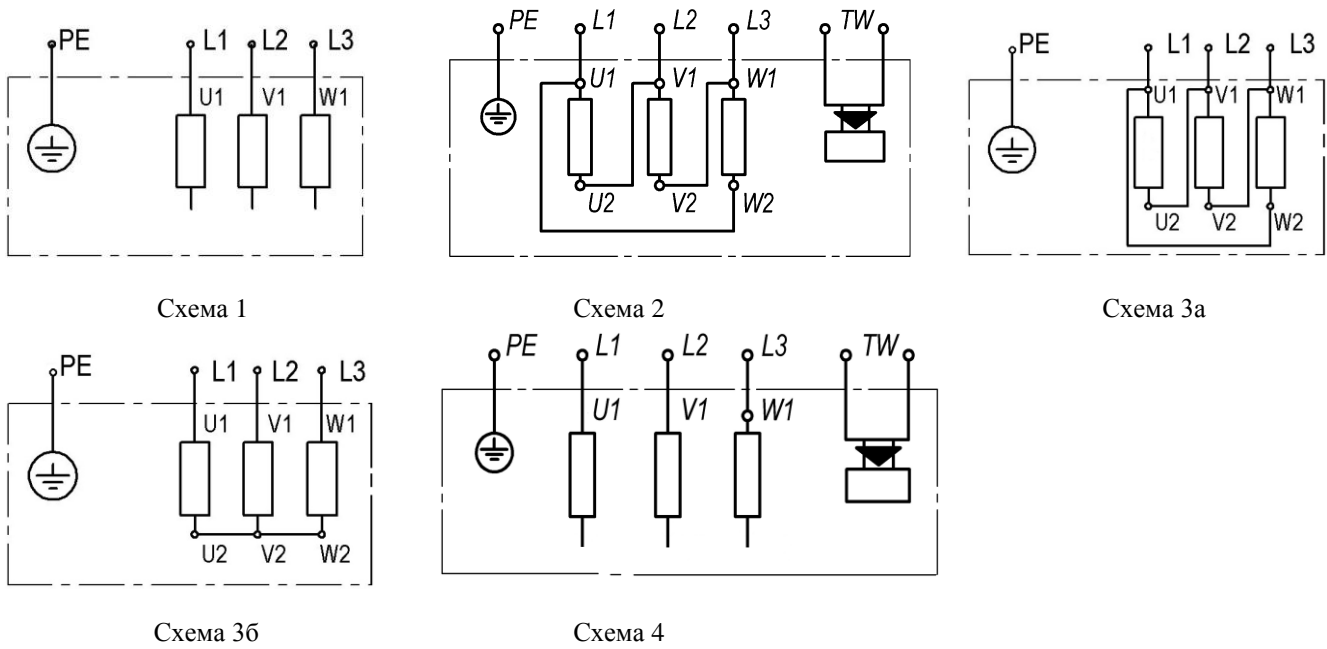 PE L1 L2 L3
U1 V1 W1
Схема 1
PE L1 L2 L3 TW
U1 V1 W1
U2 V2 W2
Схема 2
PE L1 L2 L3
U1 V1 W1
U2 V2 W2
Схема 3а
PE L1 L2 L3
U1 V1 W1
U2 V2 W2
Схема 3б
PE L1 L2 L3 TW
U1 V1 W1
Схема 4